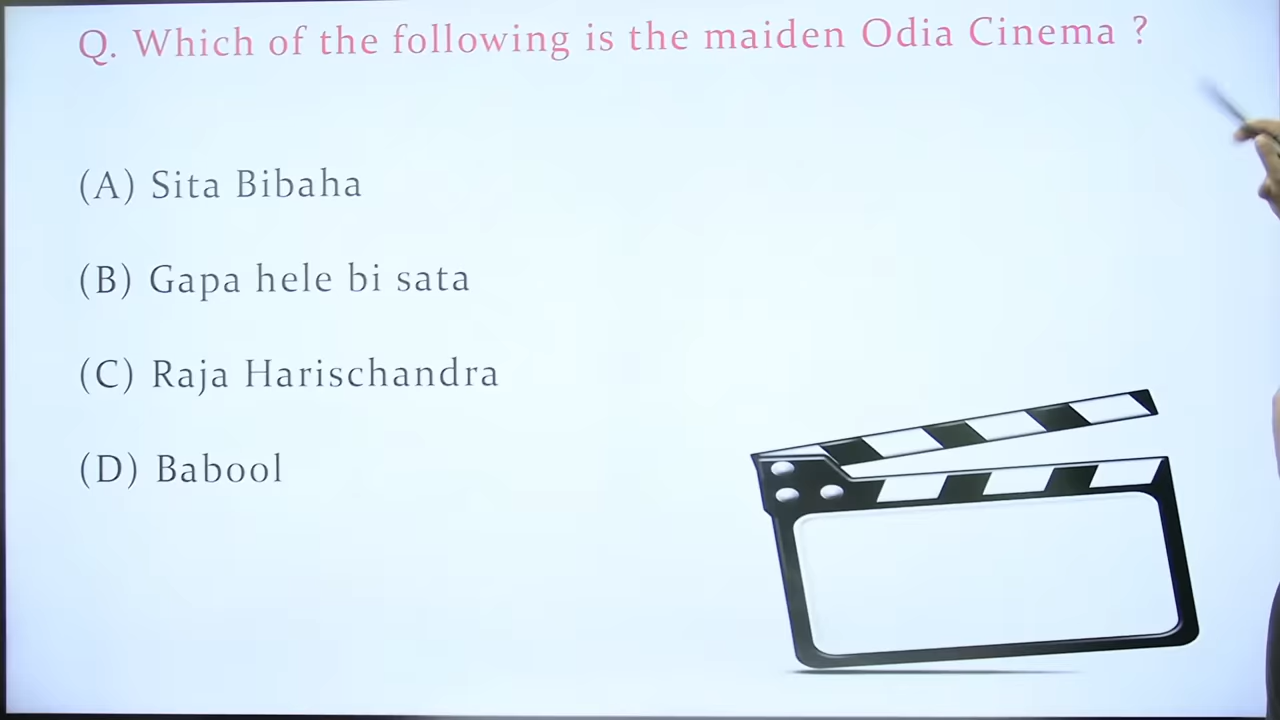 Q. Which of the following is the maiden Odia Cinema ?
(A) Sita Bibaha
(B) Gapa hele bi sata
(C) Raja Harischandra
(D) Babool